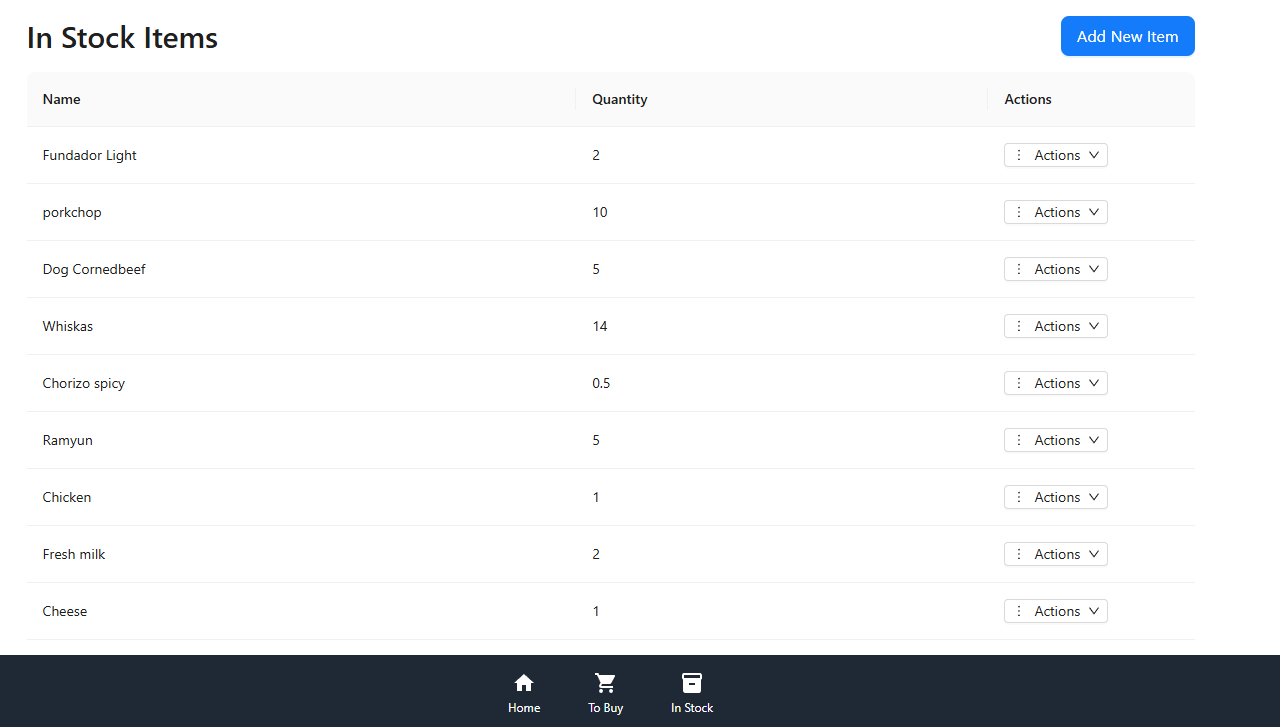 In Stock Items
Add New Item
Name Quantity Actions
Fundador Light 2 Actions
porkchop 10 Actions
Dog Cornedbeef 5 Actions
Whiskas 14 Actions
Chorizo spicy 0.5 Actions
Ramyun 5 Actions
Chicken 1 Actions
Fresh milk 2 Actions
Cheese 1 Actions
Home To Buy In Stock